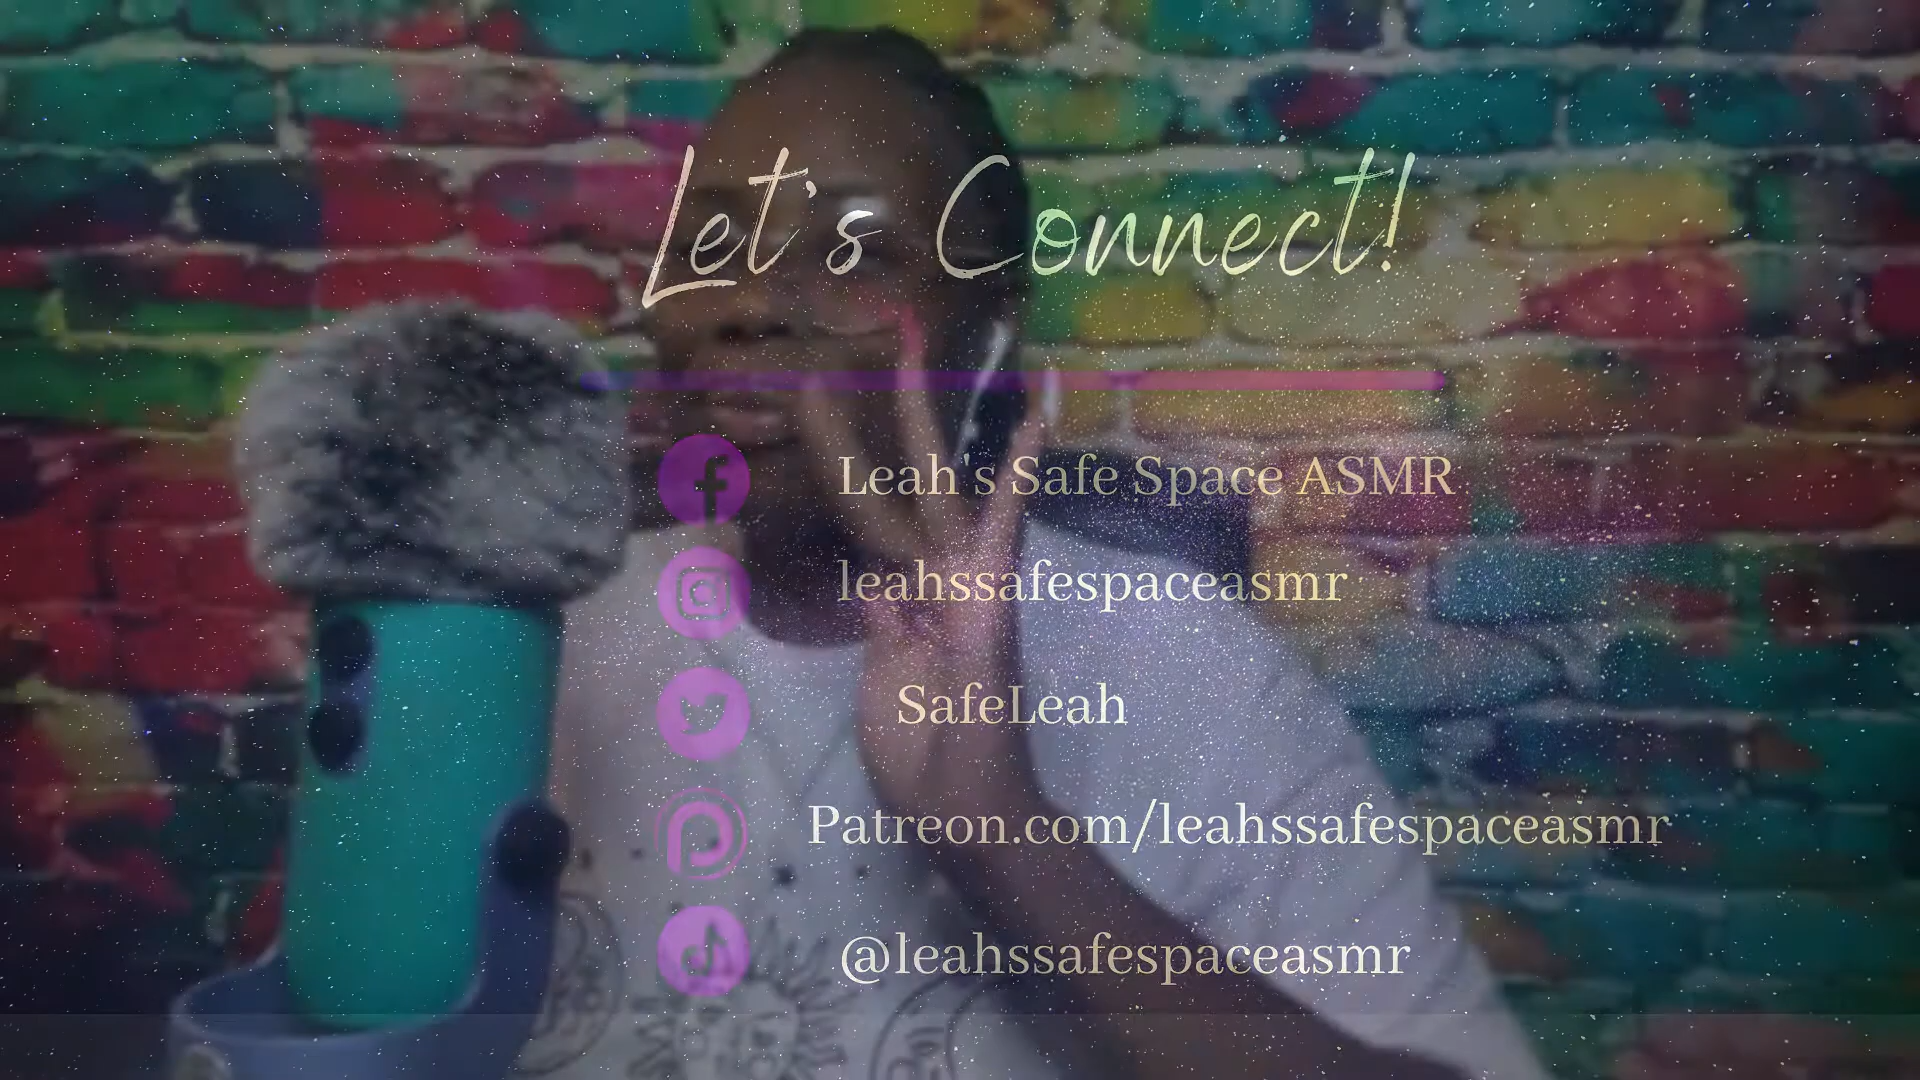 Let's Connect!
Leah's Safe Space ASMR
leahssafespaceasmr
SafeLeah
Patreon.com/leahssafespaceasmr
@leahssafespaceasmr